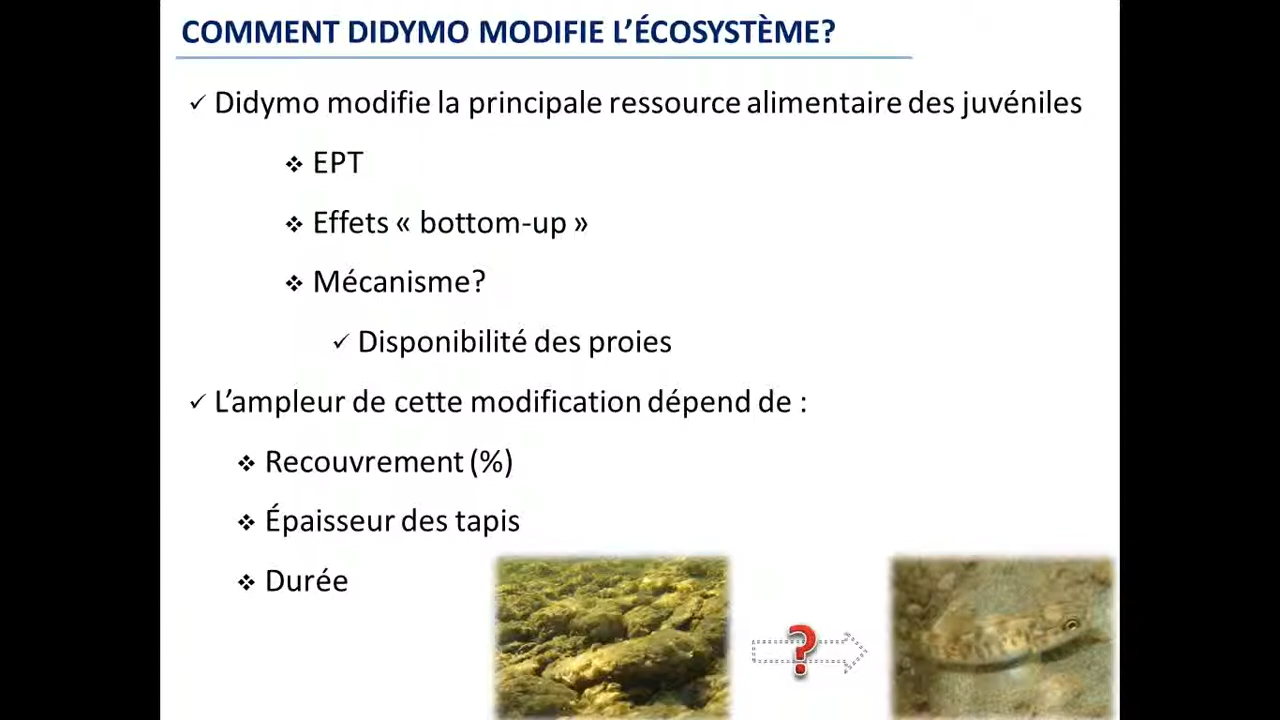 COMMENT DIDYMO MODIFIE L’ÉCOSYSTÈME?
✓ Didymo modifie la principale ressource alimentaire des juvéniles
❖ EPT
❖ Effets « bottom-up »
❖ Mécanisme?
✓ Disponibilité des proies
✓ L’ampleur de cette modification dépend de :
❖ Recouvrement (%)
❖ Épaisseur des tapis
❖ Durée
?